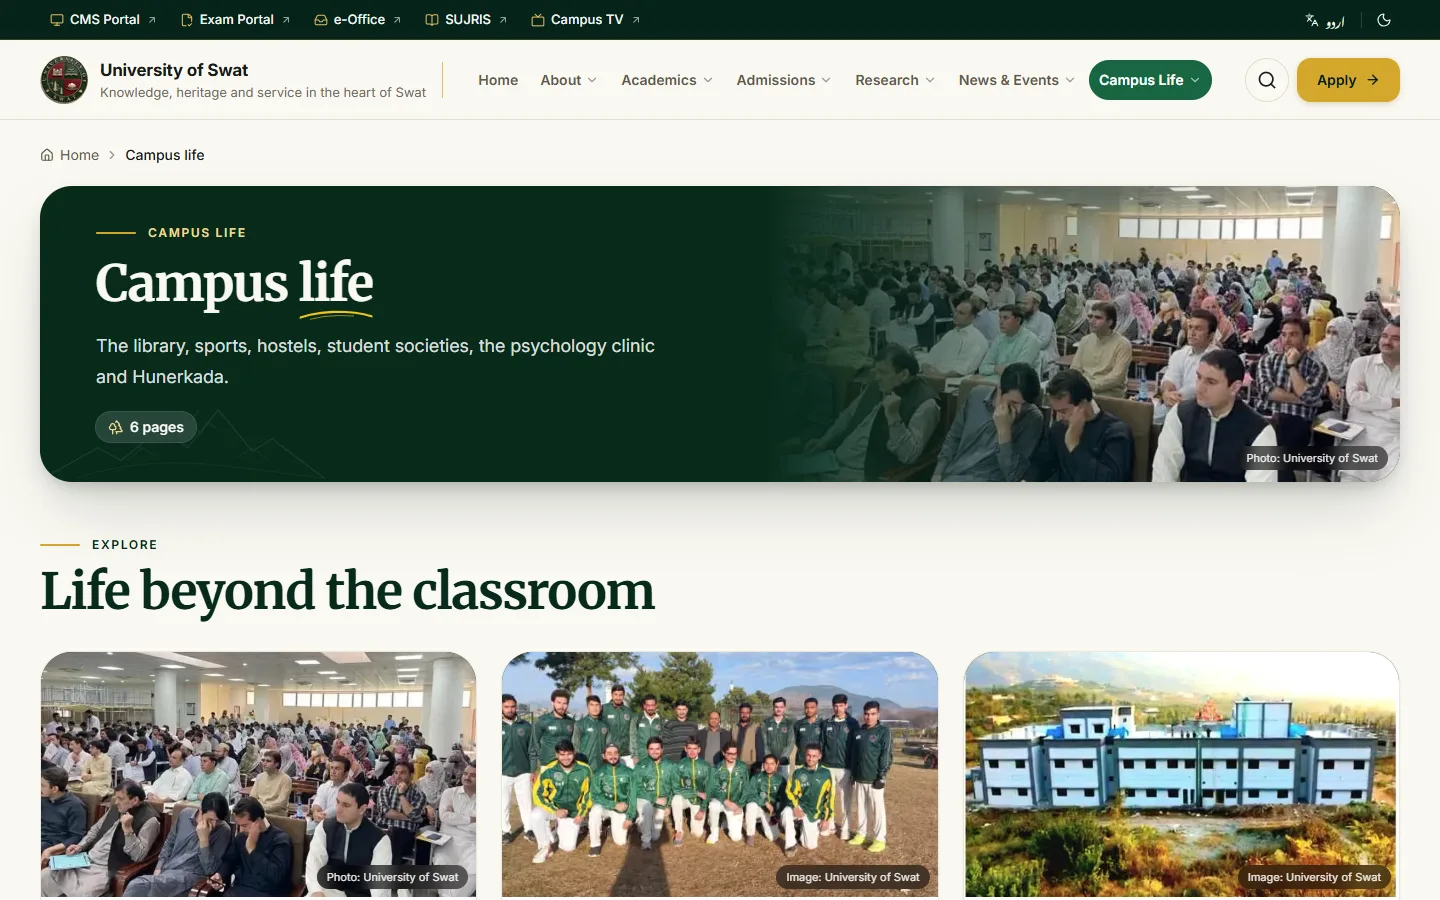 CMS Portal
Exam Portal
e-Office
SUJRIS
Campus TV
اردو
University of Swat
Knowledge, heritage and service in the heart of Swat
Home
About
Academics
Admissions
Research
News & Events
Campus Life
Apply
Home
Campus life
CAMPUS LIFE
Campus life
The library, sports, hostels, student societies, the psychology clinic
and Hunerkada.
6 pages
Photo: University of Swat
EXPLORE
Life beyond the classroom
Photo: University of Swat
Image: University of Swat
Image: University of Swat